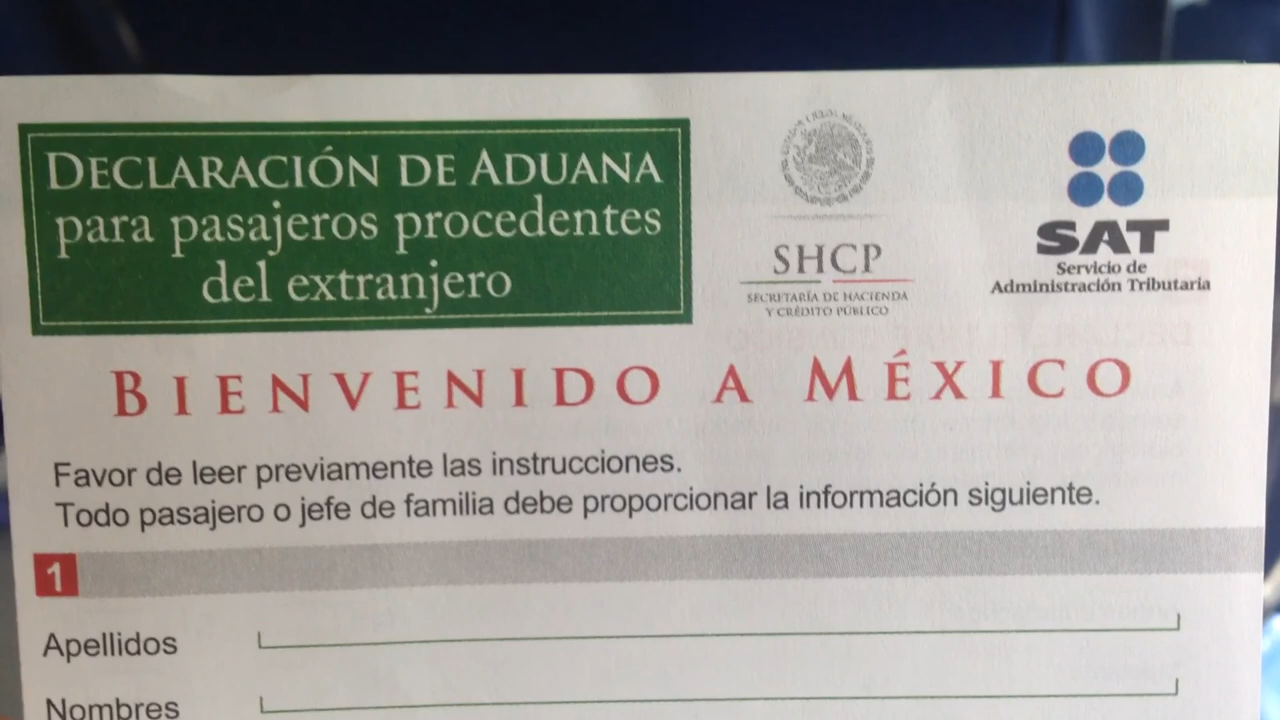 DECLARACIÓN DE ADUANA
para pasajeros procedentes
del extranjero
SHCP
SECRETARÍA DE HACIENDA
Y CRÉDITO PÚBLICO
SAT
Servicio de
Administración Tributaria
BIENVENIDO A MÉXICO
Favor de leer previamente las instrucciones.
Todo pasajero o jefe de familia debe proporcionar la información siguiente.
1
Apellidos
Nombres